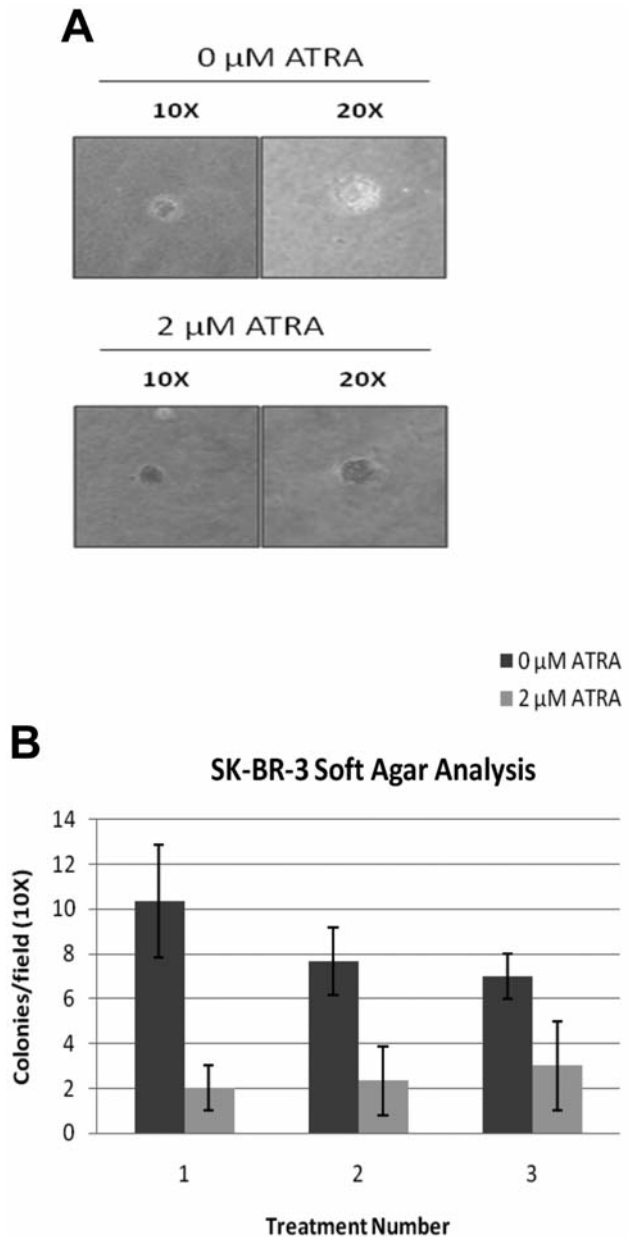 A
0 µM ATRA
10X 20X
2 µM ATRA
10X 20X
0 µM ATRA
2 µM ATRA
B
SK-BR-3 Soft Agar Analysis
Colonies/field (10X)
14
12
10
8
6
4
2
0
1 2 3
Treatment Number